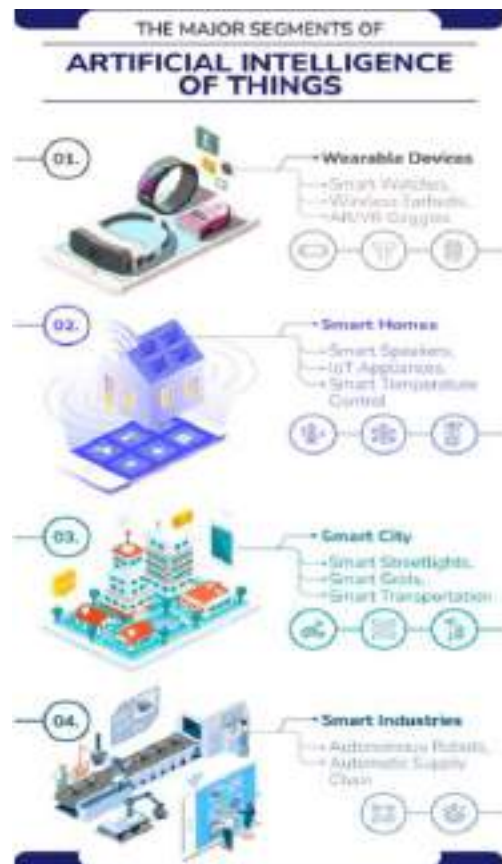 THE MAJOR SEGMENTS OF
ARTIFICIAL INTELLIGENCE
OF THINGS
01.
Wearable Devices
Smart Watches,
Wireless Earbuds,
AR/VR Goggles
02.
Smart Homes
Smart Speakers,
IoT Appliances,
Smart Temperature
Control
03.
Smart City
Smart Streetlights,
Smart Grids,
Smart Transportation
04.
Smart Industries
Autonomous Robots,
Automatic Supply
Chain